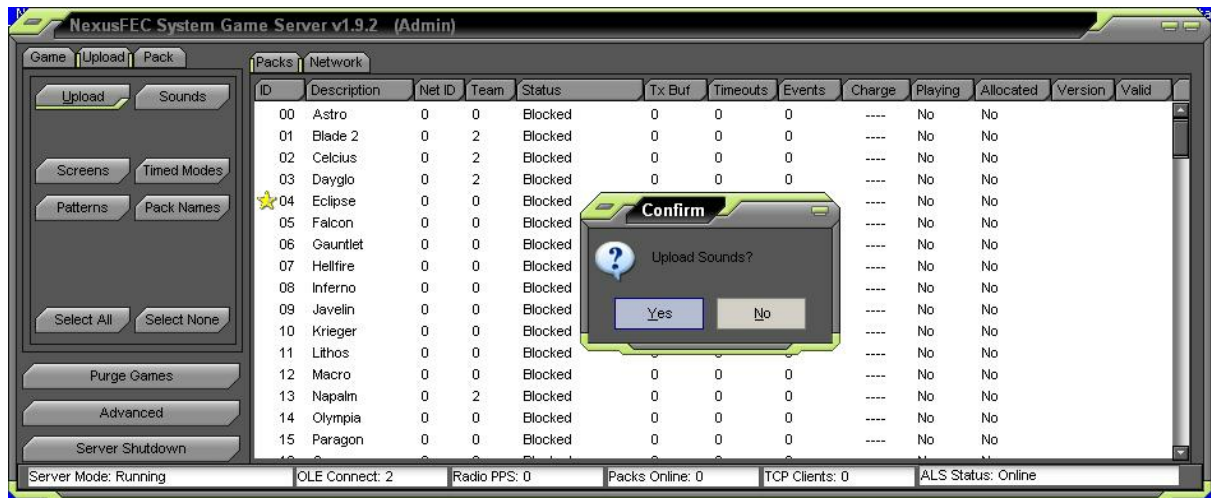 NexusFEC System Game Server v1.9.2 (Admin)
Game Upload Pack
Packs Network
Upload Sounds
Screens Timed Modes
Patterns Pack Names
Select All Select None
Purge Games
Advanced
Server Shutdown
ID Description Net ID Team Status Tx Buf Timeouts Events Charge Playing Allocated Version Valid
00 Astro 0 0 Blocked 0 0 0 ---- No No
01 Blade 2 0 2 Blocked 0 0 0 ---- No No
02 Celcius 0 2 Blocked 0 0 0 ---- No No
03 Dayglo 0 2 Blocked 0 0 0 ---- No No
04 Eclipse 0 0 Blocked ---- No No
05 Falcon 0 0 Blocked ---- No No
06 Gauntlet 0 0 Blocked ---- No No
07 Hellfire 0 0 Blocked ---- No No
08 Inferno 0 0 Blocked ---- No No
09 Javelin 0 0 Blocked ---- No No
10 Krieger 0 0 Blocked ---- No No
11 Lithos 0 0 Blocked ---- No No
12 Macro 0 0 Blocked 0 0 0 ---- No No
13 Napalm 0 2 Blocked 0 0 0 ---- No No
14 Olympia 0 0 Blocked 0 0 0 ---- No No
15 Paragon 0 0 Blocked 0 0 0 ---- No No
Confirm
Upload Sounds?
Yes No
Server Mode: Running OLE Connect: 2 Radio PPS: 0 Packs Online: 0 TCP Clients: 0 ALS Status: Online